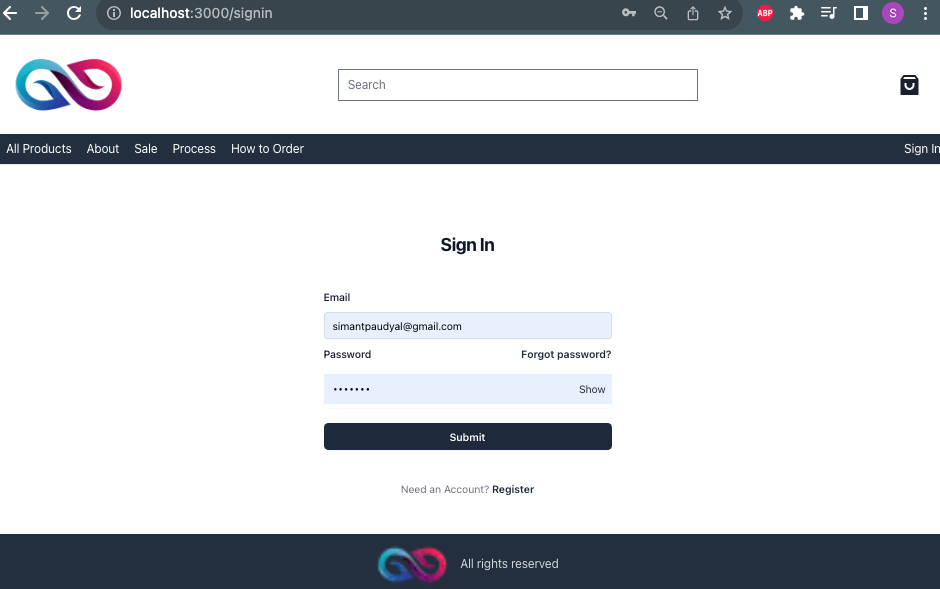 localhost:3000/signin
ABP
S
Search
All Products About Sale Process How to Order Sign In
Sign In
Email
simantpaudyal@gmail.com
Password Forgot password?
••••••• Show
Submit
Need an Account? Register
All rights reserved